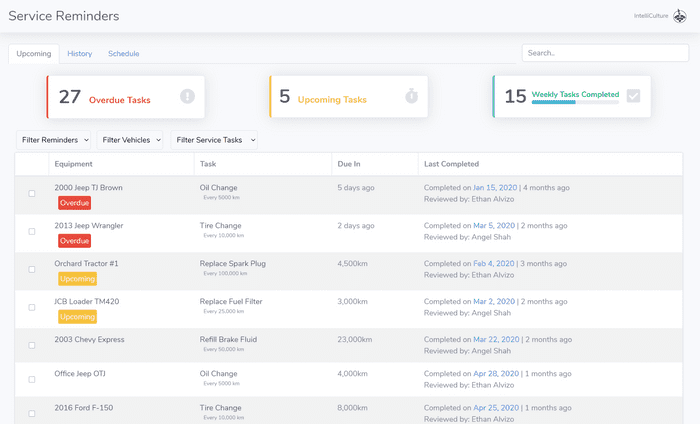 Service Reminders
IntelliCulture
Upcoming History Schedule
Search..
27 Overdue Tasks
5 Upcoming Tasks
15 Weekly Tasks Completed
Filter Reminders Filter Vehicles Filter Service Tasks
Equipment Task Due In Last Completed
2000 Jeep TJ Brown Oil Change 5 days ago Completed on Jan 15, 2020 | 4 months ago
Overdue Every 5000 km Reviewed by: Ethan Alvizo
2013 Jeep Wrangler Tire Change 2 days ago Completed on Mar 5, 2020 | 2 months ago
Overdue Every 10,000 km Reviewed by: Angel Shah
Orchard Tractor #1 Replace Spark Plug 4,500km Completed on Feb 4, 2020 | 3 months ago
Upcoming Every 100,000 km Reviewed by: Ethan Alvizo
JCB Loader TM420 Replace Fuel Filter 3,000km Completed on Mar 2, 2020 | 2 months ago
Upcoming Every 25,000 km Reviewed by: Angel Shah
2003 Chevy Express Refill Brake Fluid 23,000km Completed on Mar 22, 2020 | 2 months ago
Every 50,000 km Reviewed by: Angel Shah
Office Jeep OTJ Oil Change 4,000km Completed on Apr 28, 2020 | 1 months ago
Every 5000 km Reviewed by: Ethan Alvizo
2016 Ford F-150 Tire Change 8,000km Completed on Apr 25, 2020 | 1 months ago
Every 10,000 km Reviewed by: Ethan Alvizo